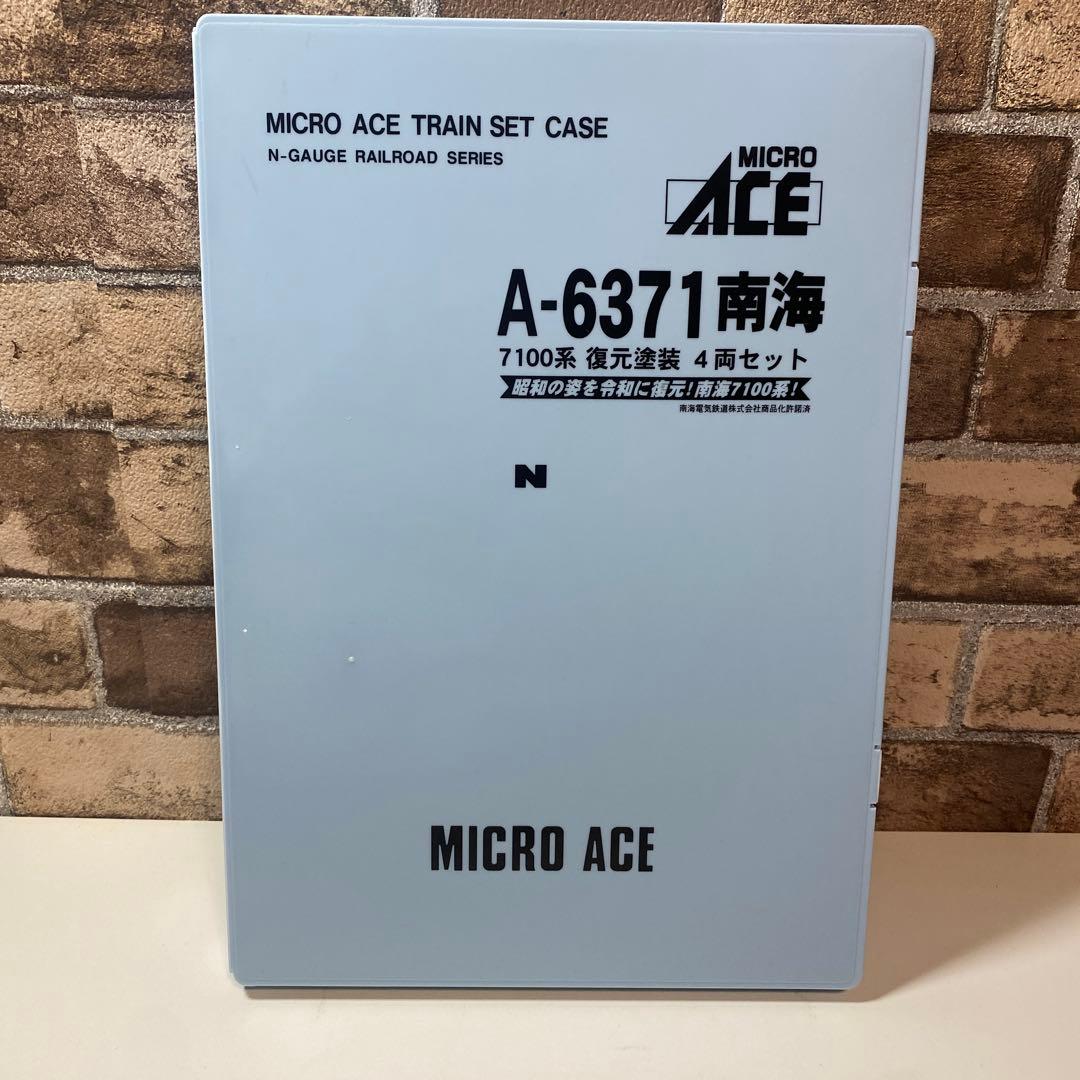 MICRO ACE TRAIN SET CASE
N-GAUGE RAILROAD SERIES
MICRO
ACE
A-6371南海
7100系 復元塗装 4両セット
昭和の姿を令和に復元!南海7100系!
南海電気鉄道株式会社商品化許諾済
N
MICRO ACE